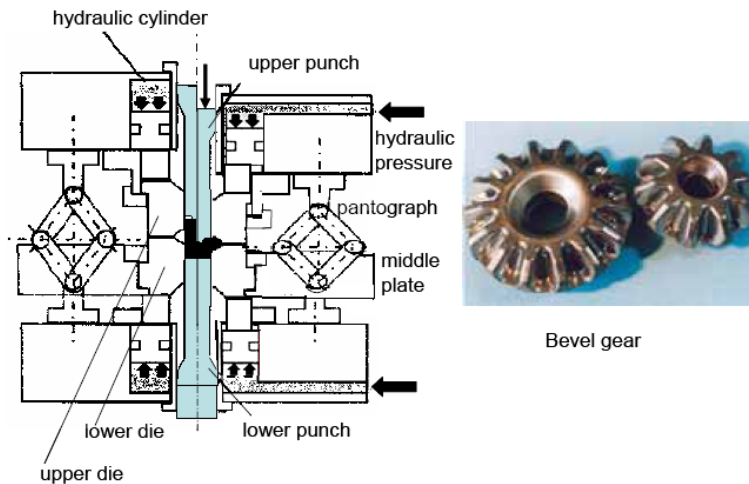 hydraulic cylinder
upper punch
hydraulic
pressure
pantograph
middle
plate
Bevel gear
lower die
lower punch
upper die